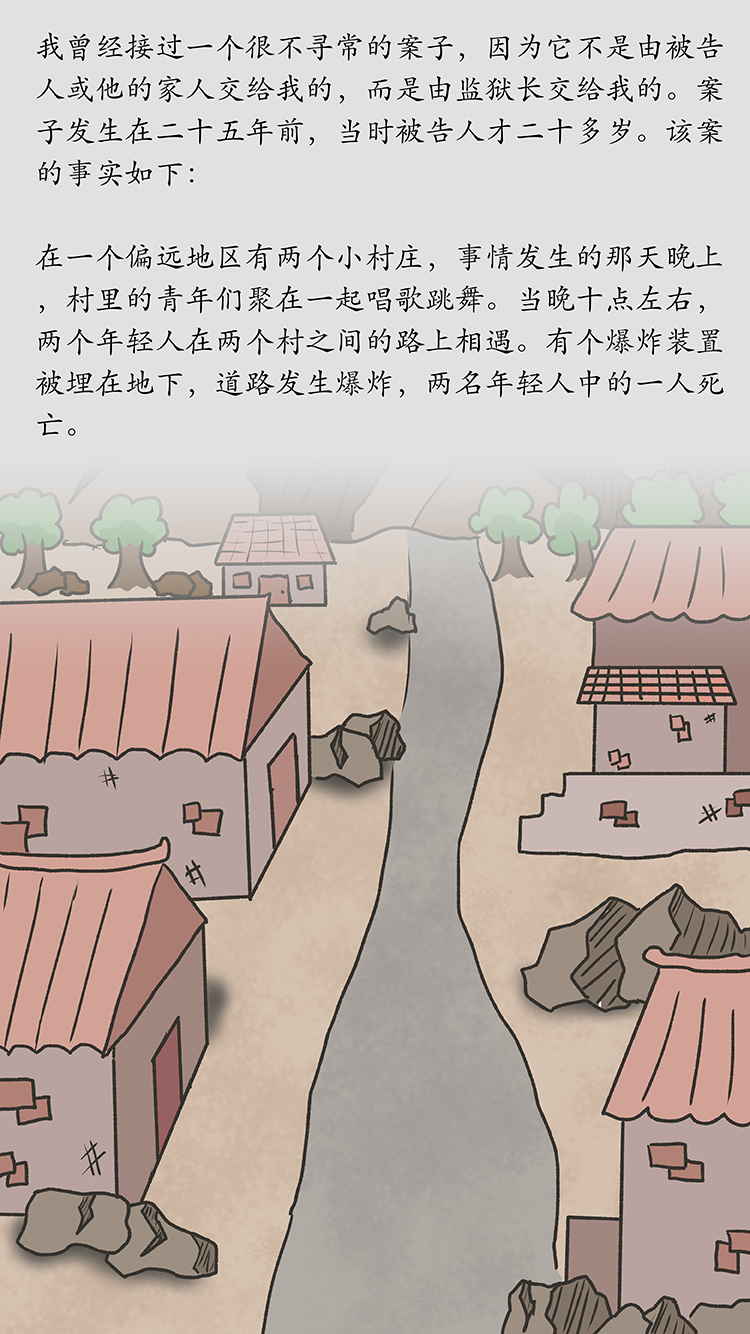 我曾经接过一个很不寻常的案子，因为它不是由被告
人或他的家人交给我的，而是由监狱长交给我的。案
子发生在二十五年前，当时被告人才二十多岁。该案
的事实如下：
在一个偏远地区有两个小村庄，事情发生的那天晚上
，村里的青年们聚在一起唱歌跳舞。当晚十点左右，
两个年轻人在两个村之间的路上相遇。有个爆炸装置
被埋在地下，道路发生爆炸，两名年轻人中的一人死
亡。